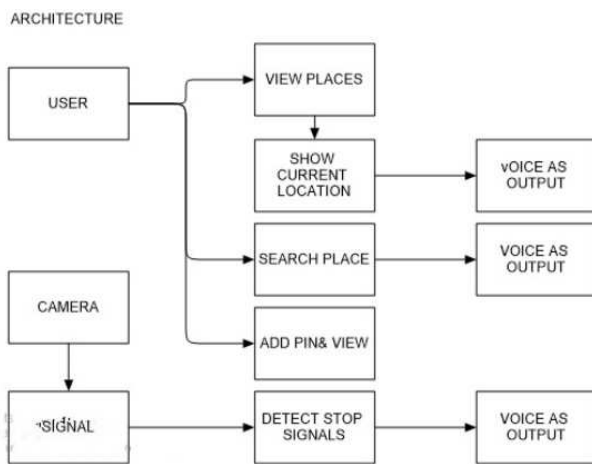 ARCHITECTURE
USER
VIEW PLACES
SHOW
CURRENT
LOCATION
vOICE AS
OUTPUT
SEARCH PLACE
VOICE AS
OUTPUT
CAMERA
ADD PIN& VIEW
SIGNAL
DETECT STOP
SIGNALS
VOICE AS
OUTPUT